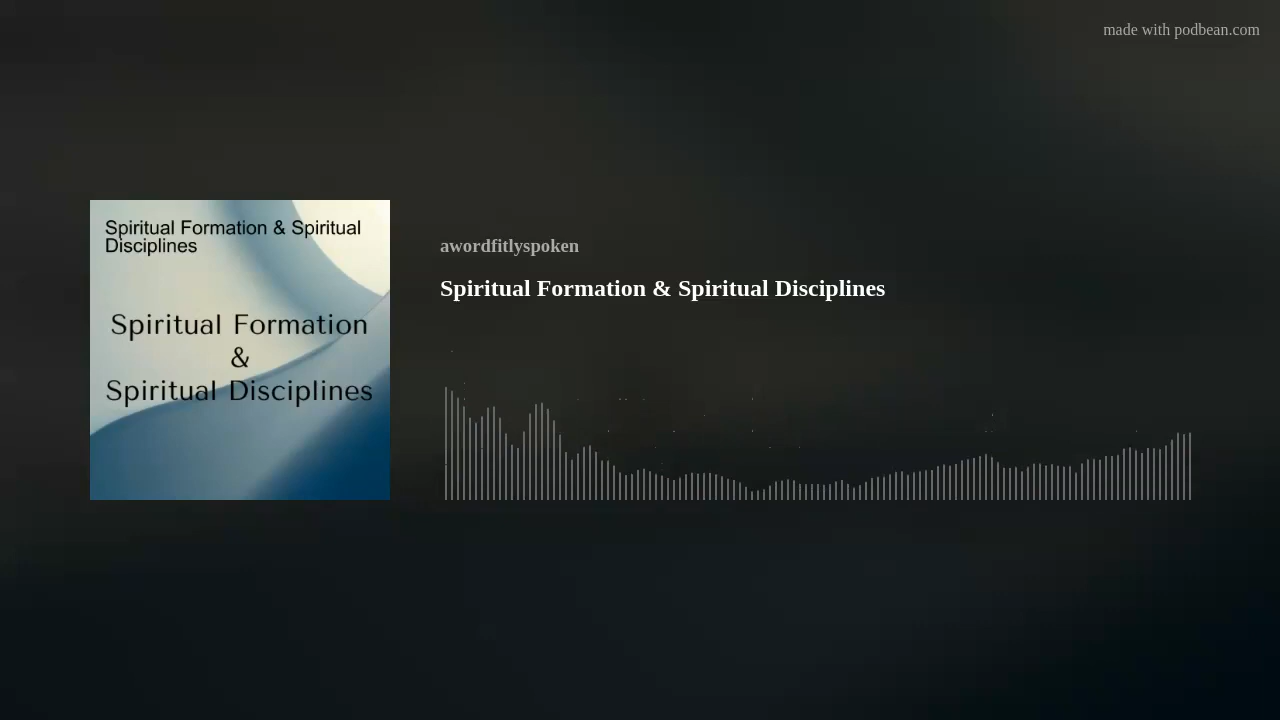 made with podbean.com
Spiritual Formation & Spiritual
Disciplines
Spiritual Formation
&
Spiritual Disciplines
awordfitlyspoken
Spiritual Formation & Spiritual Disciplines